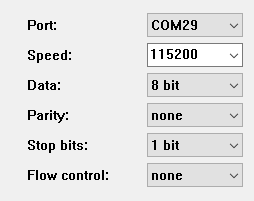 Port: COM29
Speed: 115200
Data: 8 bit
Parity: none
Stop bits: 1 bit
Flow control: none